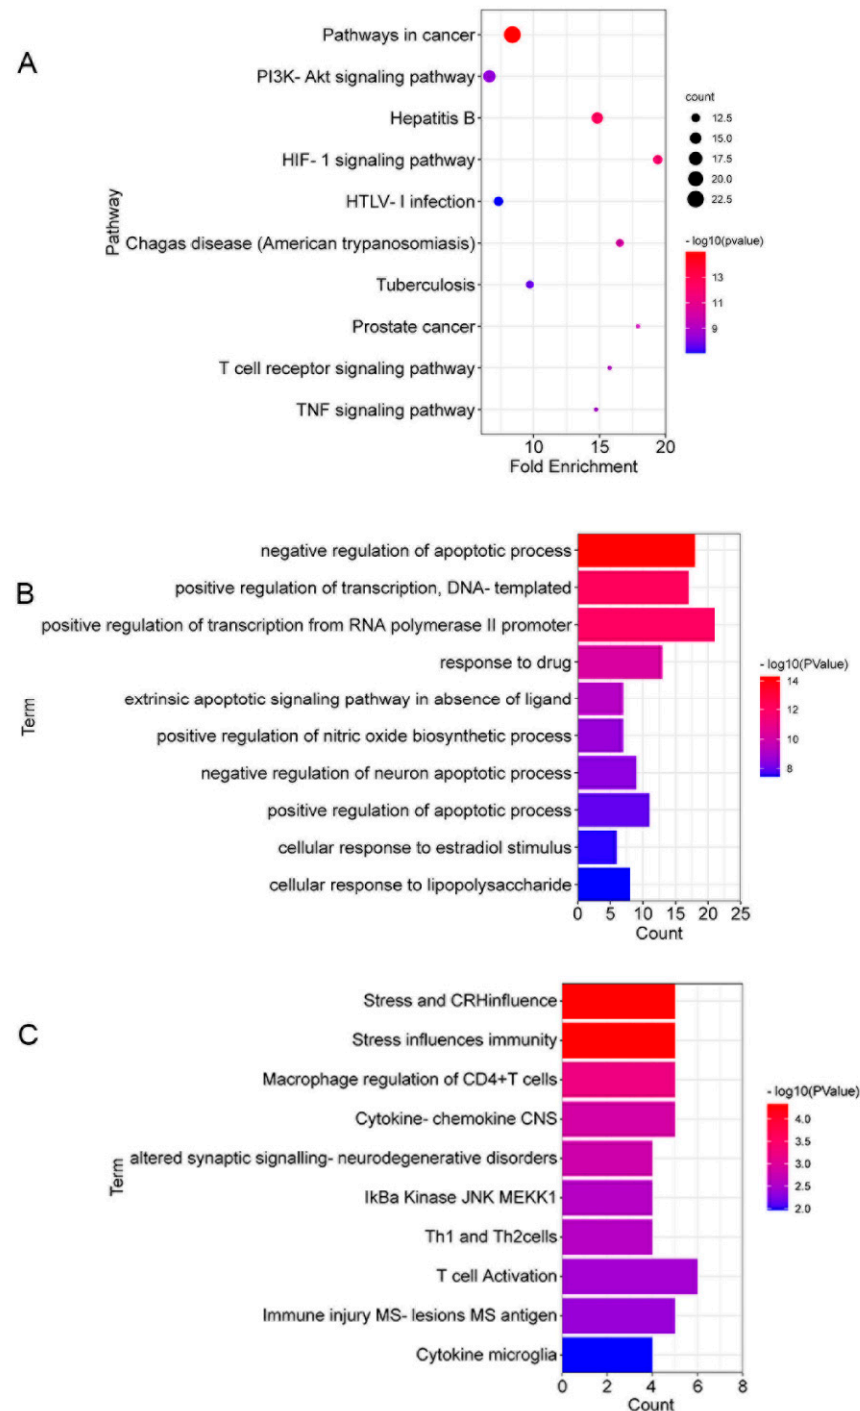 A
Pathway
Pathways in cancer
PI3K- Akt signaling pathway
Hepatitis B
HIF- 1 signaling pathway
HTLV- I infection
Chagas disease (American trypanosomiasis)
Tuberculosis
Prostate cancer
T cell receptor signaling pathway
TNF signaling pathway
10 15 20
Fold Enrichment
count
12.5
15.0
17.5
20.0
22.5
- log10(pvalue)
13
11
9
B
Term
negative regulation of apoptotic process
positive regulation of transcription, DNA- templated
positive regulation of transcription from RNA polymerase II promoter
response to drug
extrinsic apoptotic signaling pathway in absence of ligand
positive regulation of nitric oxide biosynthetic process
negative regulation of neuron apoptotic process
positive regulation of apoptotic process
cellular response to estradiol stimulus
cellular response to lipopolysaccharide
0 5 10 15 20 25
Count
- log10(PValue)
14
12
10
8
C
Term
Stress and CRHinfluence
Stress influences immunity
Macrophage regulation of CD4+T cells
Cytokine- chemokine CNS
altered synaptic signalling- neurodegenerative disorders
IkBa Kinase JNK MEKK1
Th1 and Th2cells
T cell Activation
Immune injury MS- lesions MS antigen
Cytokine microglia
0 2 4 6 8
Count
- log10(PValue)
4.0
3.5
3.0
2.5
2.0